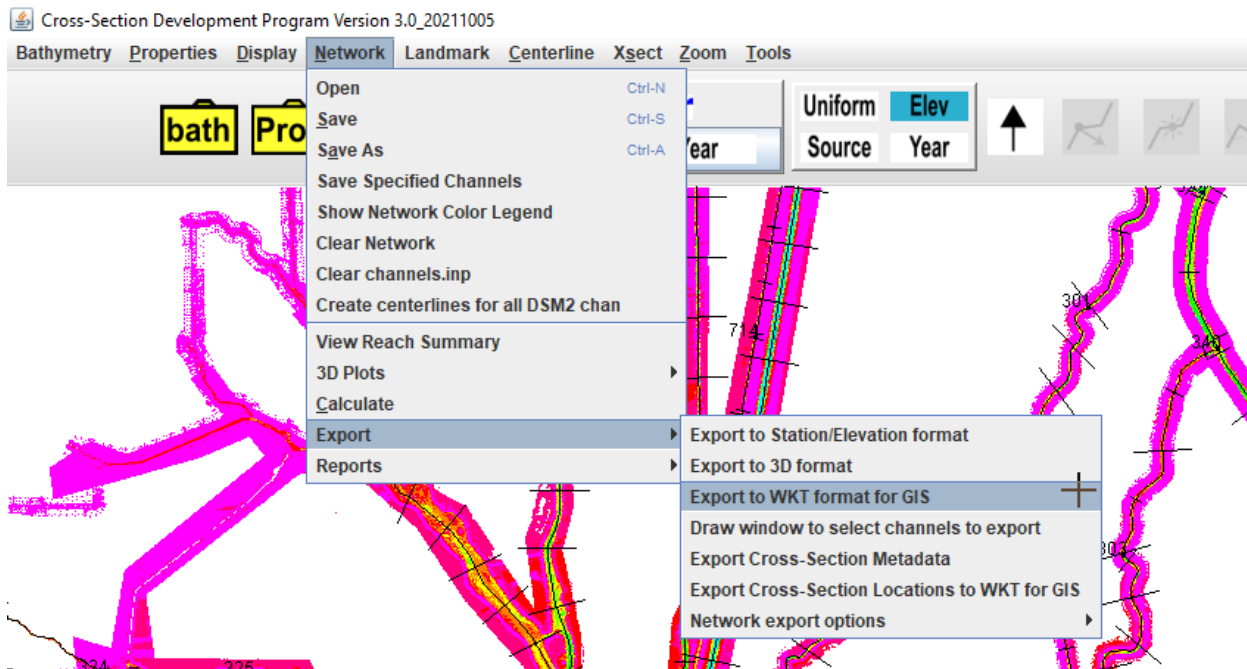 Cross-Section Development Program Version 3.0_20211005
Bathymetry Properties Display Network Landmark Centerline Xsect Zoom Tools
bath Pro
Uniform Elev
Source Year
Year
Open Ctrl-N
Save Ctrl-S
Save As Ctrl-A
Save Specified Channels
Show Network Color Legend
Clear Network
Clear channels.inp
Create centerlines for all DSM2 chan
View Reach Summary
3D Plots
Calculate
Export
Reports
Export to Station/Elevation format
Export to 3D format
Export to WKT format for GIS
Draw window to select channels to export
Export Cross-Section Metadata
Export Cross-Section Locations to WKT for GIS
Network export options
301
714
303